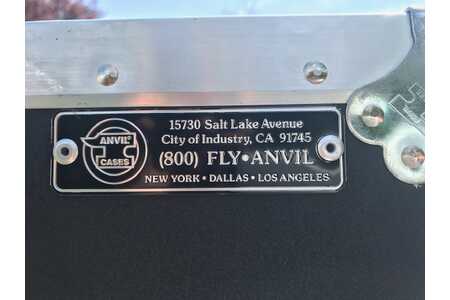 ANVIL®
CASES
15730 Salt Lake Avenue
City of Industry, CA 91745
(800) FLY•ANVIL
NEW YORK • DALLAS • LOS ANGELES